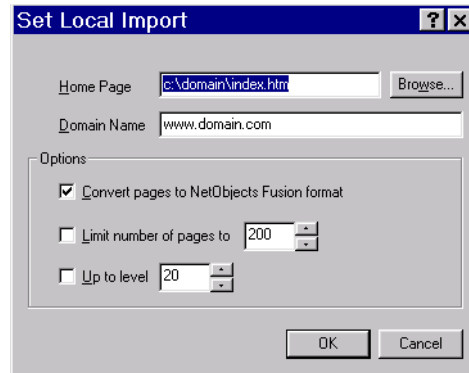 Set Local Import ? ×
Home Page c:\domain\index.htm Browse...
Domain Name www.domain.com
Options
Convert pages to NetObjects Fusion format
Limit number of pages to 200
Up to level 20
OK Cancel